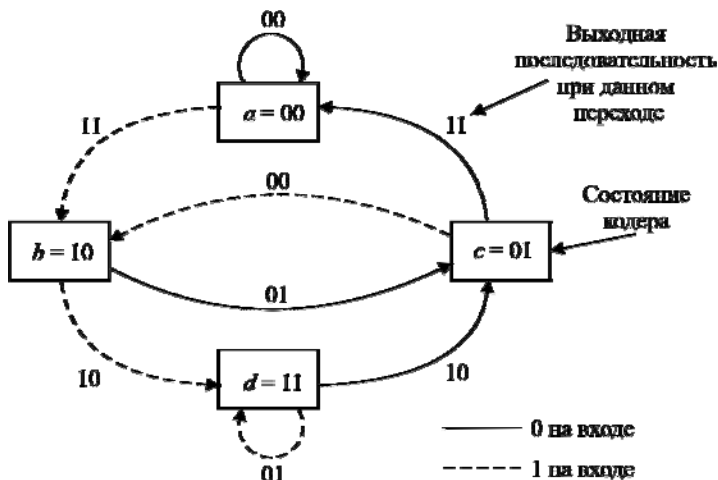 00
Выходная
последовательность
при данном
переходе
a = 00
11
11
00
Состояние
кодера
b = 10
c = 01
01
10
d = 11
10
01
0 на входе
1 на входе